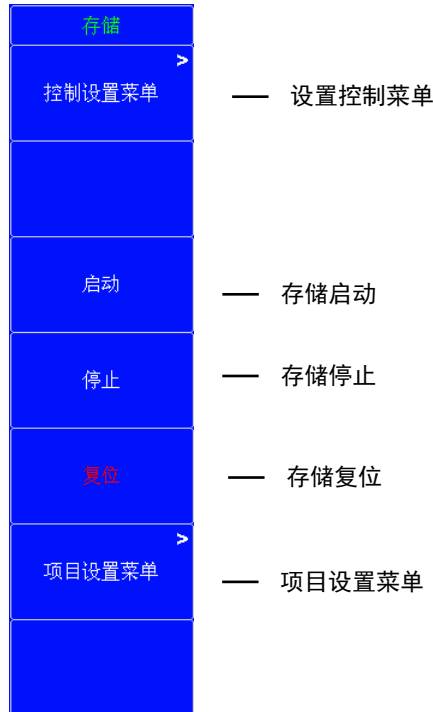 存储
>
控制设置菜单 — 设置控制菜单
启动 — 存储启动
停止 — 存储停止
复位 — 存储复位
>
项目设置菜单 — 项目设置菜单